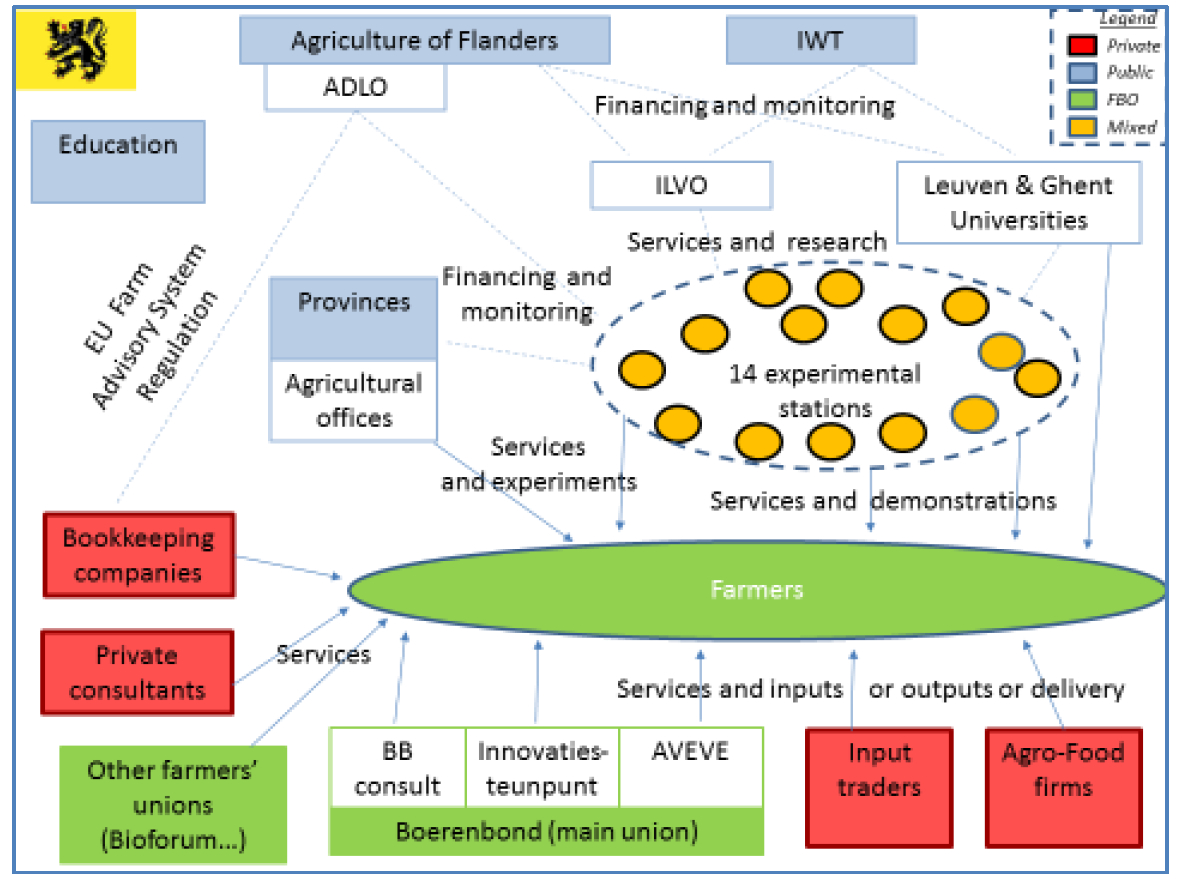 Legend
Private
Public
FBO
Mixed
Agriculture of Flanders
ADLO
IWT
Financing and monitoring
Education
ILVO
Leuven & Ghent
Universities
Services and research
EU Farm
Advisory System
Regulation
Financing and
monitoring
Provinces
Agricultural
offices
14 experimental
stations
Services
and experiments
Services and demonstrations
Bookkeeping
companies
Farmers
Private
consultants
Services
Services and inputs or outputs or delivery
Other farmers'
unions
(Bioforum...)
BB
consult
Innovaties-
teunpunt
AVEVE
Boerenbond (main union)
Input
traders
Agro-Food
firms